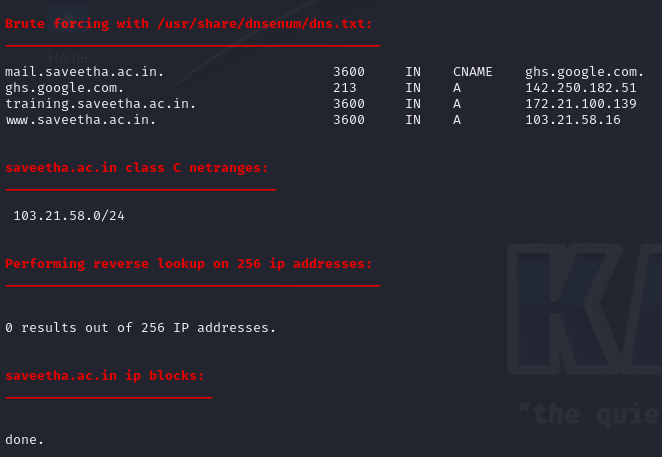 Brute forcing with /usr/share/dnsenum/dns.txt:
mail.saveetha.ac.in. 3600 IN CNAME ghs.google.com.
ghs.google.com. 213 IN A 142.250.182.51
training.saveetha.ac.in. 3600 IN A 172.21.100.139
www.saveetha.ac.in. 3600 IN A 103.21.58.16
saveetha.ac.in class C netranges:
103.21.58.0/24
Performing reverse lookup on 256 ip addresses:
0 results out of 256 IP addresses.
saveetha.ac.in ip blocks:
done.
Home
KA
"the quie